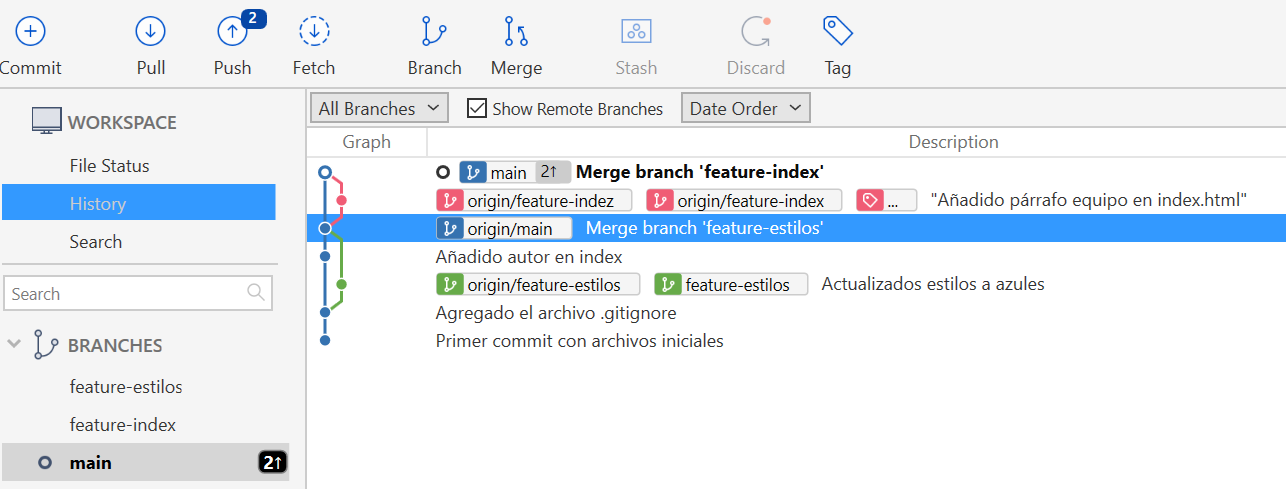 2
Commit Pull Push Fetch Branch Merge Stash Discard Tag
WORKSPACE
File Status
History
Search
Search
BRANCHES
feature-estilos
feature-index
main 2↑
All Branches Show Remote Branches Date Order
Graph Description
main 2↑ Merge branch 'feature-index'
origin/feature-indez origin/feature-index ... "Añadido párrafo equipo en index.html"
origin/main Merge branch 'feature-estilos'
Añadido autor en index
origin/feature-estilos feature-estilos Actualizados estilos a azules
Agregado el archivo .gitignore
Primer commit con archivos iniciales